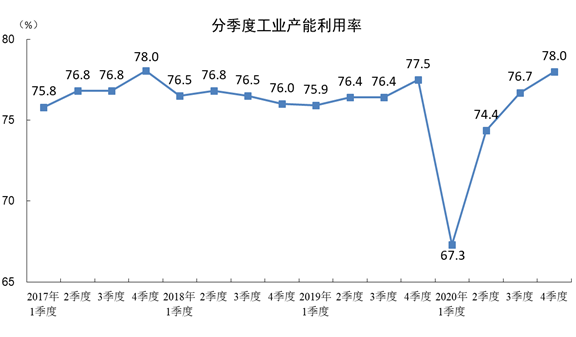 分季度工业产能利用率
（%）
80
75
70
65
75.8
76.8
76.8
78.0
76.5
76.8
76.5
76.0
75.9
76.4
76.4
77.5
67.3
74.4
76.7
78.0
2017年
1季度
2季度
3季度
4季度
2018年
1季度
2季度
3季度
4季度
2019年
1季度
2季度
3季度
4季度
2020年
1季度
2季度
3季度
4季度